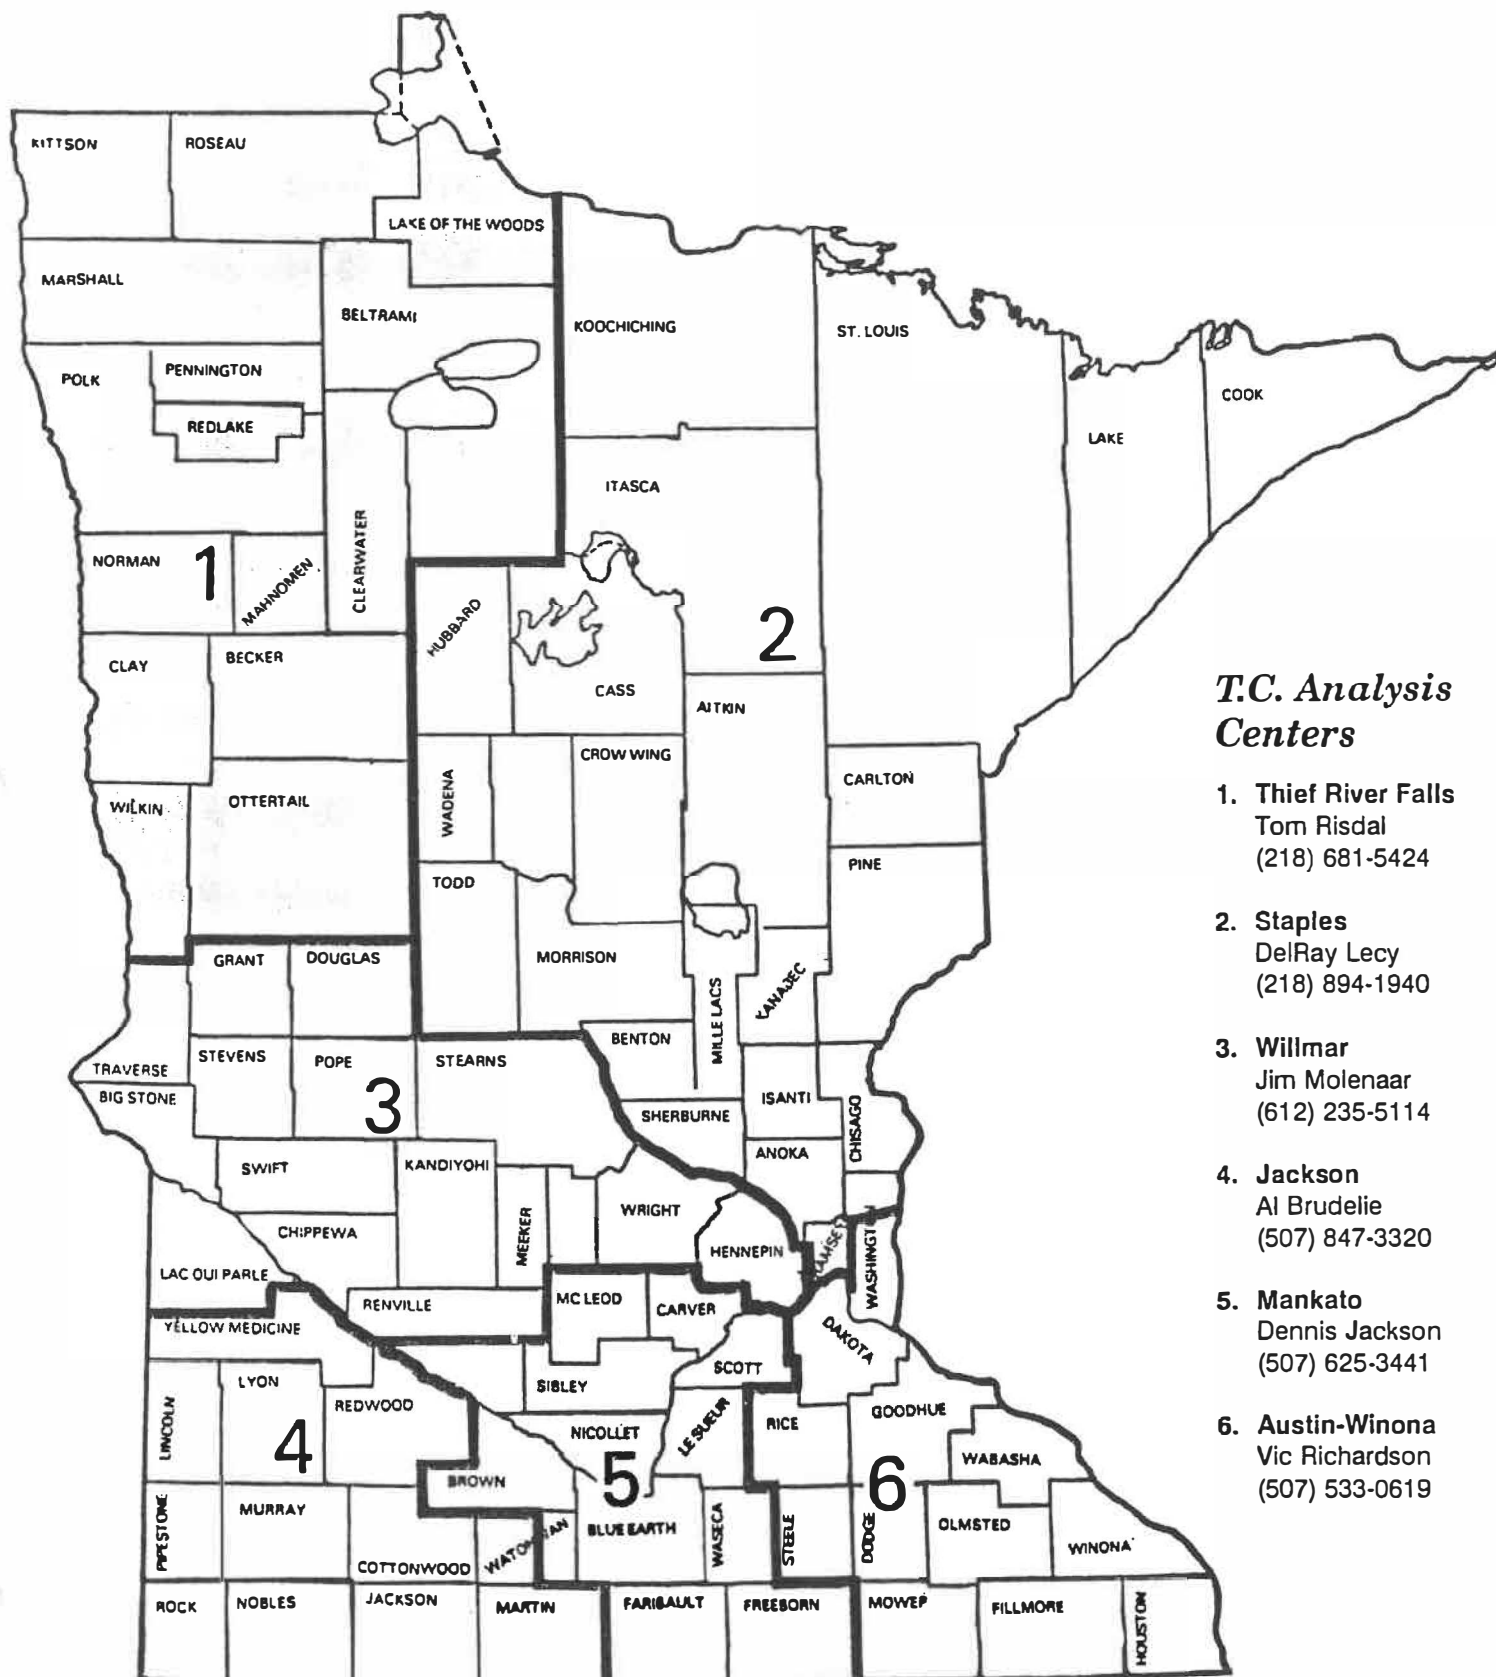 KITTSON
ROSEAU
LAKE OF THE WOODS
MARSHALL
BELTRAMI
KOOCHICHING
ST. LOUIS
POLK
PENNINGTON
REDLAKE
COOK
LAKE
ITASCA
CLEARWATER
NORMAN
1
MAHNOMEN
HUBBARD
2
CLAY
BECKER
CASS
AITKIN
CROW WING
WADENA
CARLTON
WILKIN
OTTERTAIL
TODD
PINE
GRANT
DOUGLAS
MORRISON
MILLE LACS
KANAJEC
BENTON
TRAVERSE
STEVENS
POPE
STEARNS
BIG STONE
3
SHERBURNE
ISANTI
CHISAGO
SWIFT
KANDIYOHI
ANOKA
MEEKER
WRIGHT
CHIPPEWA
HENNEPIN
WASHINGTN
LAC QUI PARLE
RENVILLE
MC LEOD
CARVER
YELLOW MEDICINE
DAKOTA
LYON
SIBLEY
SCOTT
LINCOLN
REDWOOD
LE SUEUR
RICE
GOODHUE
4
NICOLLET
WABASHA
BROWN
5
6
PIPESTONE
MURRAY
BLUE EARTH
WASECA
STEELE
DODGE
OLMSTED
WINONA
COTTONWOOD
ROCK
NOBLES
JACKSON
MARTIN
FARIBAULT
FREEBORN
MOWER
FILLMORE
HOUSTON
T.C. Analysis
Centers
1. Thief River Falls
Tom Risdal
(218) 681-5424
2. Staples
DelRay Lecy
(218) 894-1940
3. Willmar
Jim Molenaar
(612) 235-5114
4. Jackson
Al Brudelie
(507) 847-3320
5. Mankato
Dennis Jackson
(507) 625-3441
6. Austin-Winona
Vic Richardson
(507) 533-0619